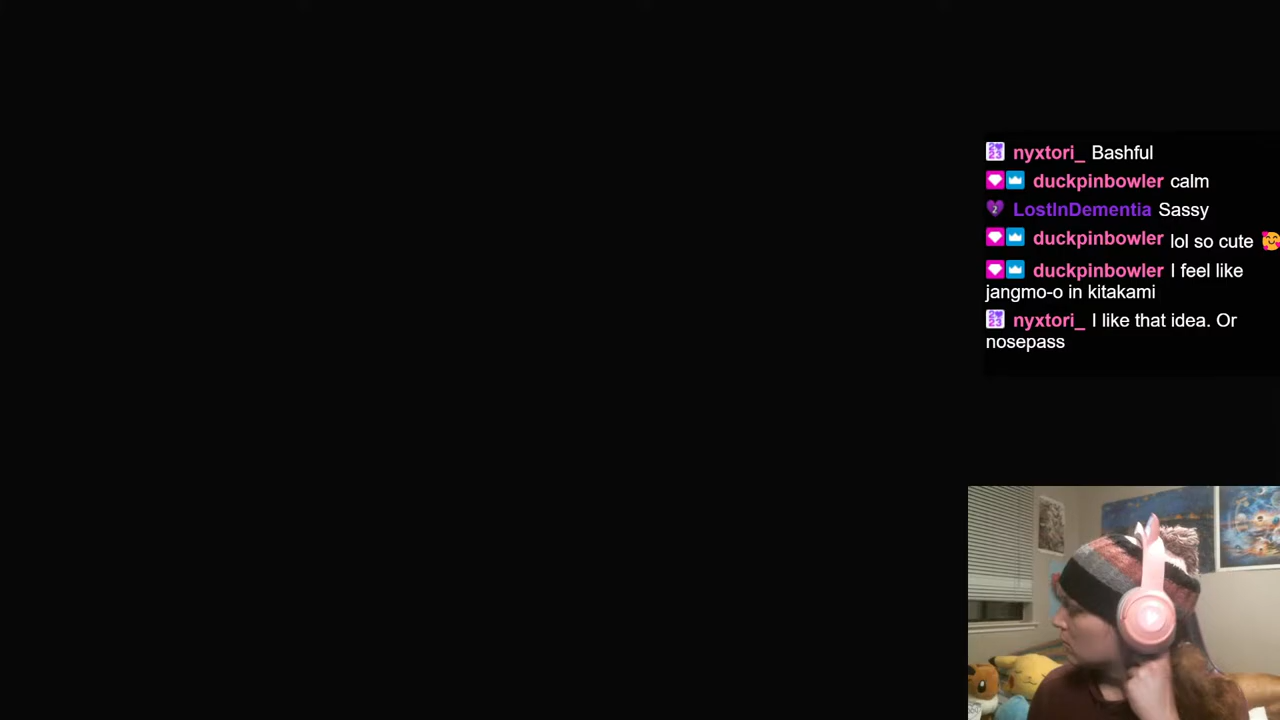 nyxtori_ Bashful
duckpinbowler calm
LostInDementia Sassy
duckpinbowler lol so cute 🥰
duckpinbowler I feel like
jangmo-o in kitakami
nyxtori_ I like that idea. Or
nosepass